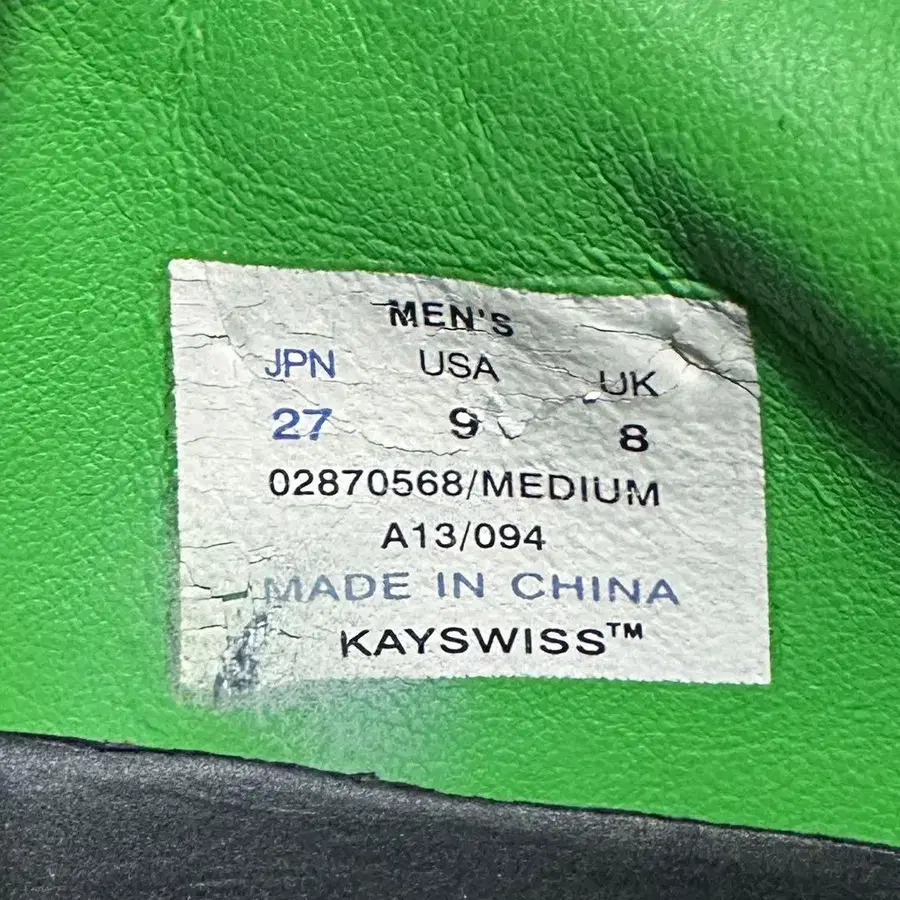 MEN'S
JPN USA UK
27 9 8
02870568/MEDIUM
A13/094
MADE IN CHINA
KAYSWISS™